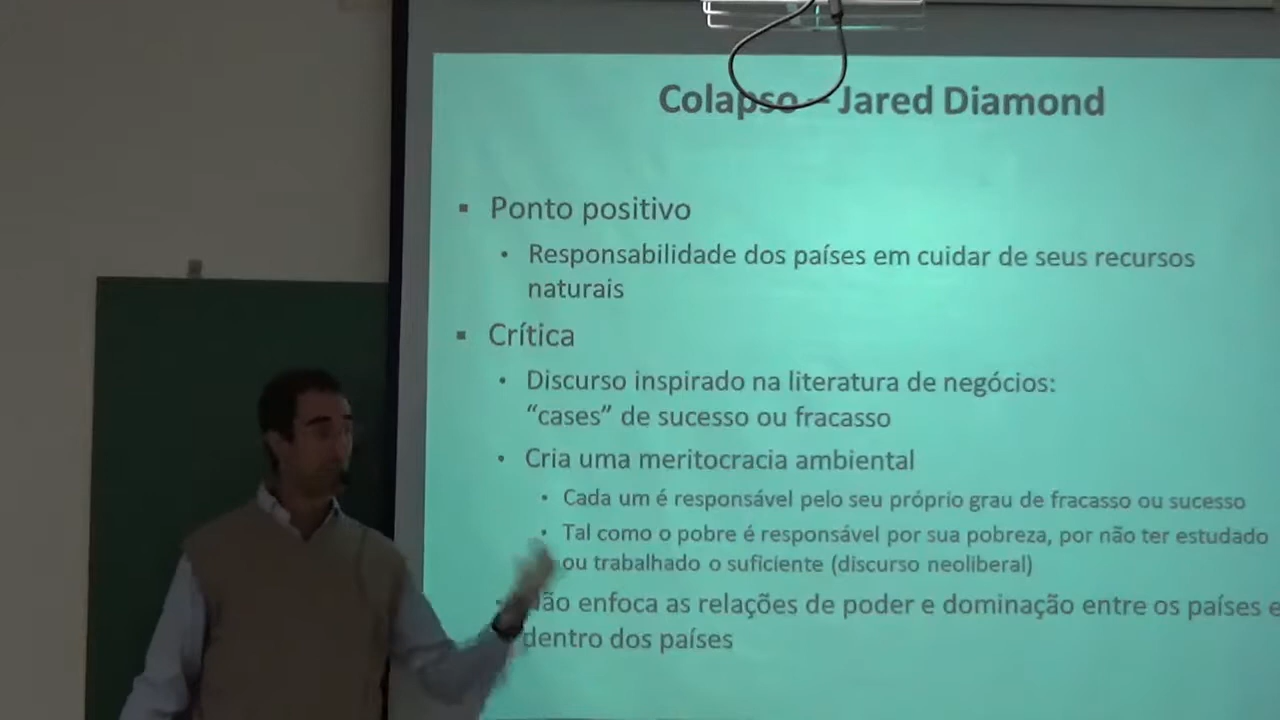 Colapso – Jared Diamond
▪ Ponto positivo
• Responsabilidade dos países em cuidar de seus recursos
naturais
▪ Crítica
• Discurso inspirado na literatura de negócios:
“cases” de sucesso ou fracasso
• Cria uma meritocracia ambiental
• Cada um é responsável pelo seu próprio grau de fracasso ou sucesso
• Tal como o pobre é responsável por sua pobreza, por não ter estudado
ou trabalhado o suficiente (discurso neoliberal)
• Não enfoca as relações de poder e dominação entre os países e
dentro dos países